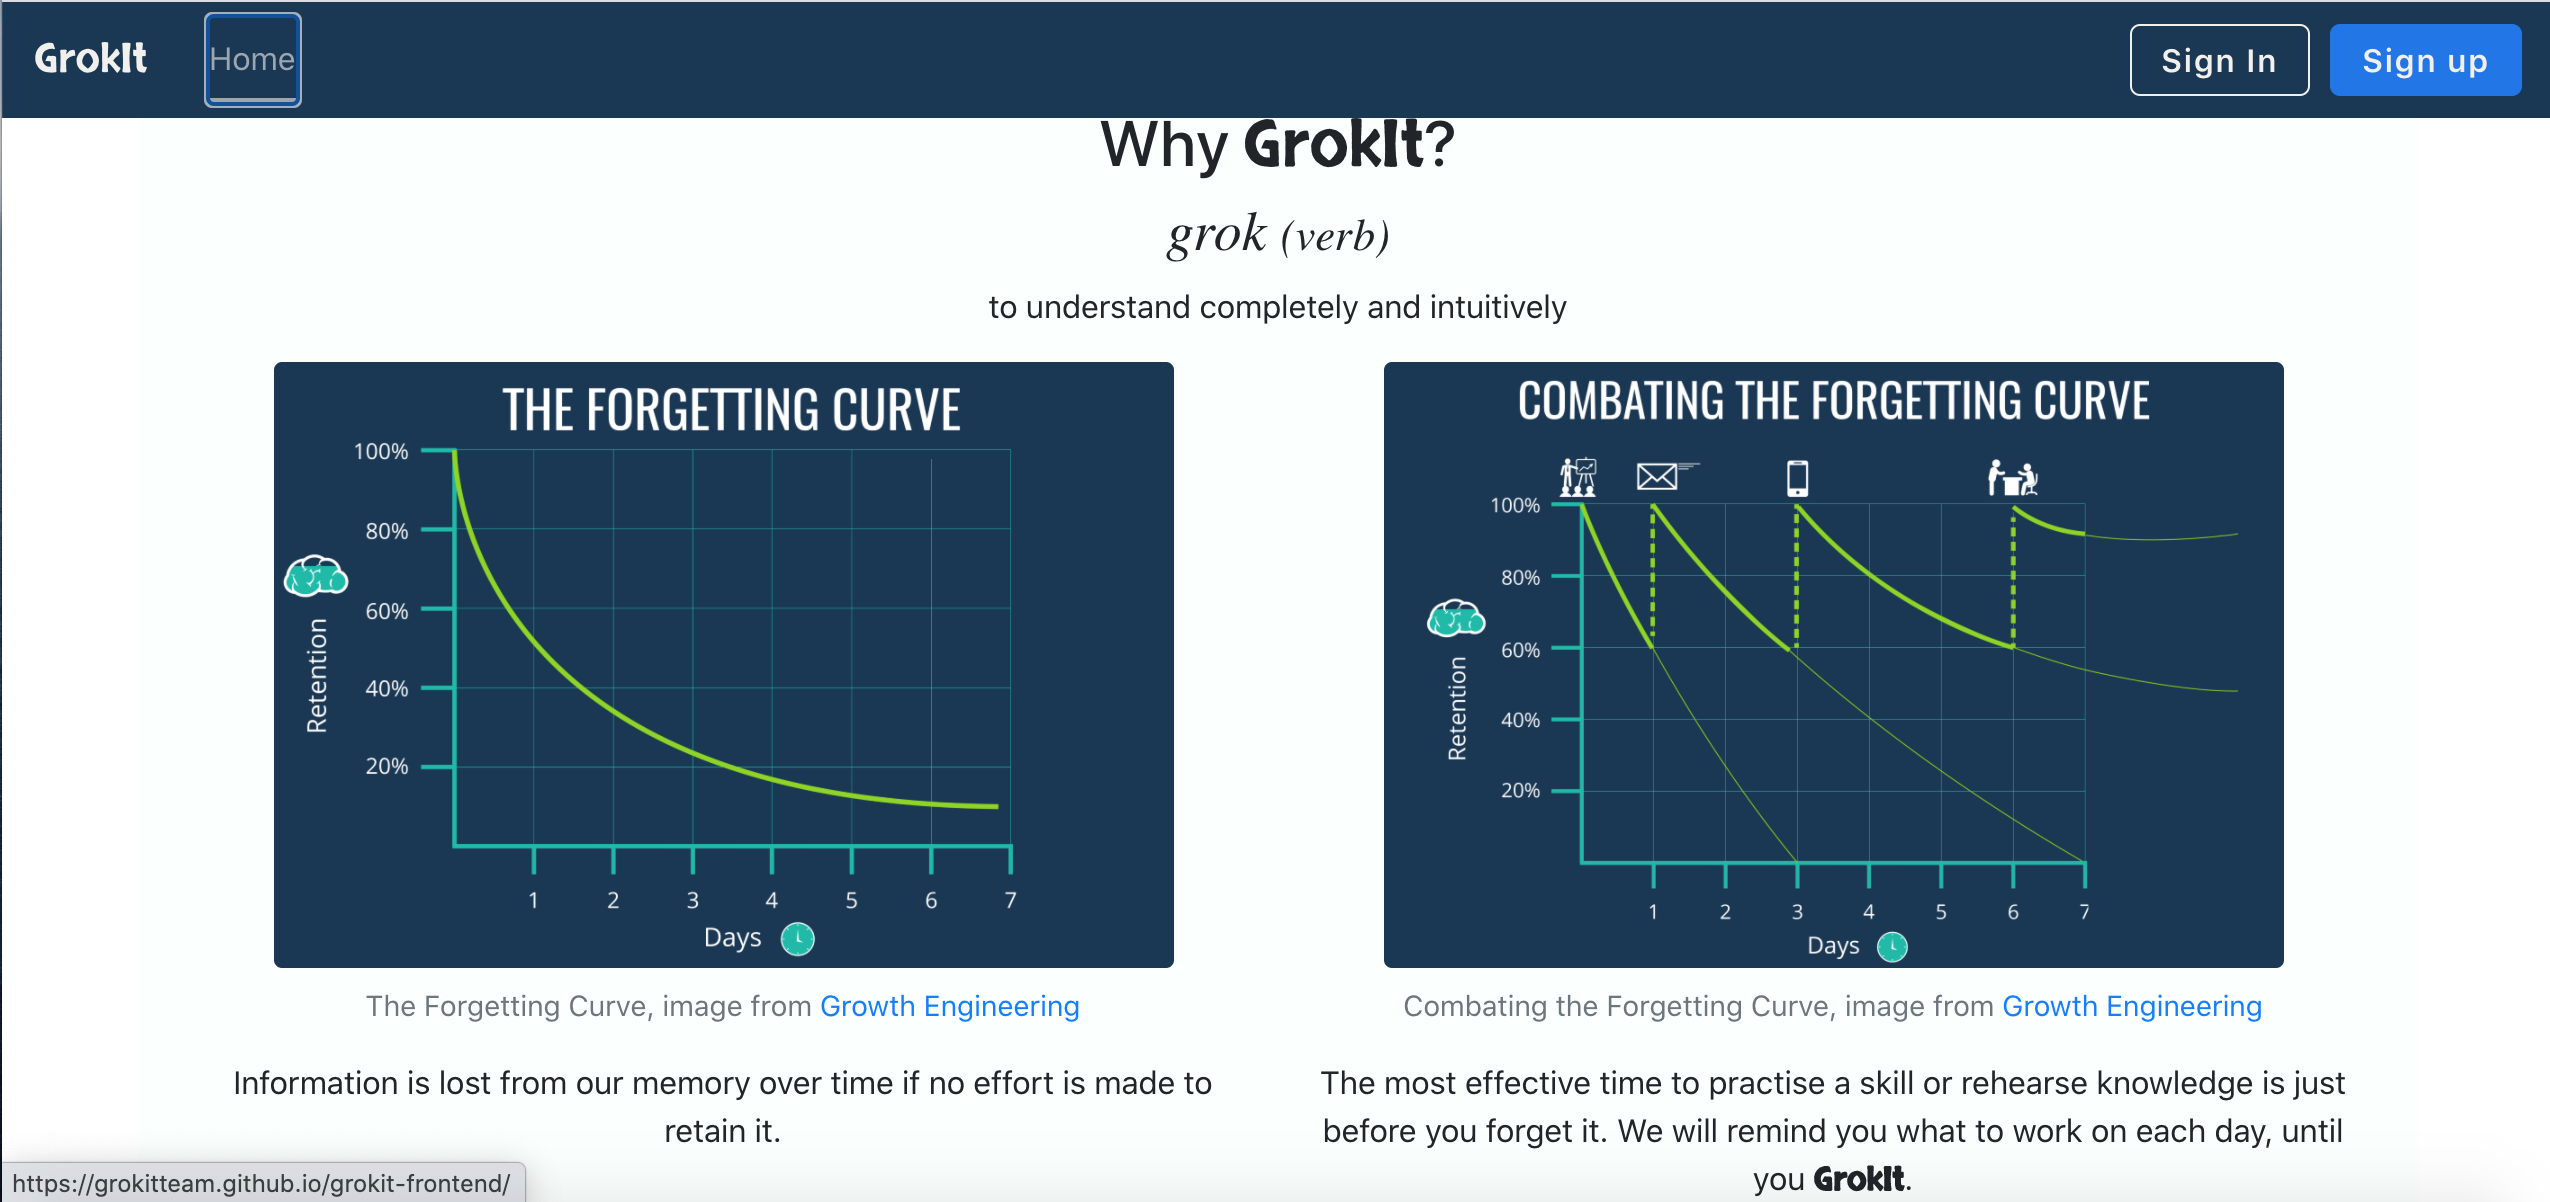 GrokIt Home Sign In Sign up
Why GrokIt?
grok (verb)
to understand completely and intuitively
THE FORGETTING CURVE
100%
80%
60%
40%
20%
Retention
1 2 3 4 5 6 7
Days
The Forgetting Curve, image from Growth Engineering
Information is lost from our memory over time if no effort is made to
retain it.
COMBATING THE FORGETTING CURVE
100%
80%
60%
40%
20%
Retention
1 2 3 4 5 6 7
Days
Combating the Forgetting Curve, image from Growth Engineering
The most effective time to practise a skill or rehearse knowledge is just
before you forget it. We will remind you what to work on each day, until
you GrokIt.
https://grokitteam.github.io/grokit-frontend/